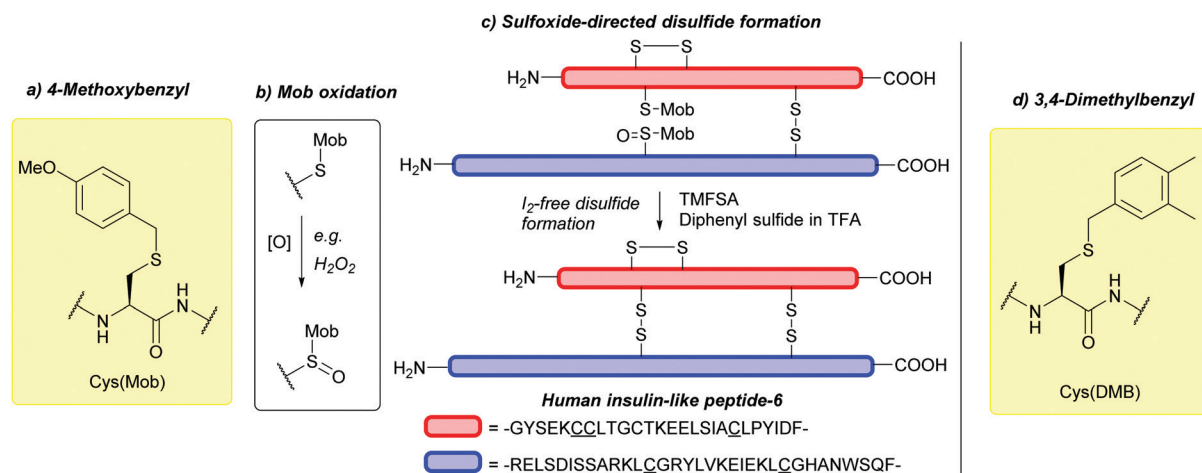 a) 4-Methoxybenzyl
MeO
S
N
H
O
HN
Cys(Mob)
b) Mob oxidation
Mob
S
[O]
e.g.
H2O2
Mob
S
O
c) Sulfoxide-directed disulfide formation
S S
H2N COOH
S-Mob
S
S
O=S-Mob
H2N COOH
I2-free disulfide
formation
TMFSA
Diphenyl sulfide in TFA
S S
H2N COOH
S S
S S
H2N COOH
Human insulin-like peptide-6
= -GYSEKCCLTGCTKEELSIACLPYIDF-
= -RELSDISSARKLCGRYLVKEIEKLCGHANWSQF-
d) 3,4-Dimethylbenzyl
S
N
H
O
HN
Cys(DMB)